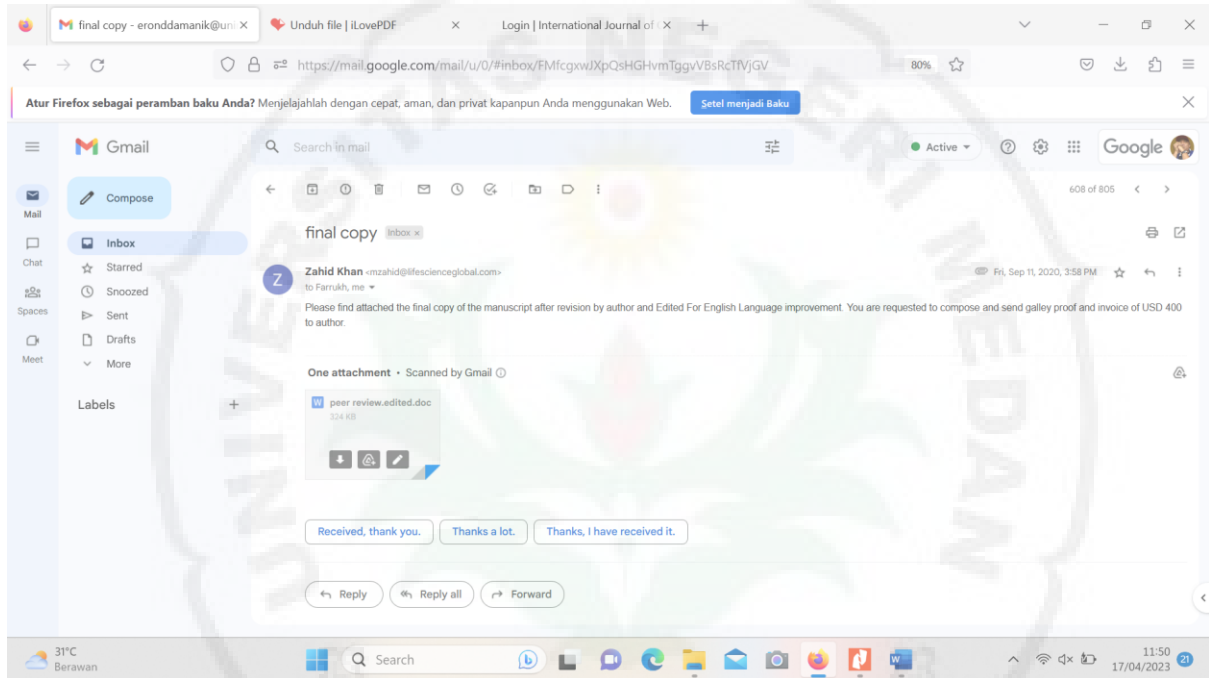 final copy - eronddamanik@uni
Unduh file | iLovePDF
Login | International Journal of C
https://mail.google.com/mail/u/0/#inbox/FMfcgxwJXpQsHGHvmTggvVBsRcTfVjGV
80%
Atur Firefox sebagai peramban baku Anda? Menjelajahlah dengan cepat, aman, dan privat kapanpun Anda menggunakan Web.
Setel menjadi Baku
Gmail
Search in mail
Active
Google
Mail
Chat
Spaces
Meet
Compose
Inbox
Starred
Snoozed
Sent
Drafts
More
Labels
608 of 805
final copy
Inbox ×
Z
Zahid Khan <mzahid@lifescienceglobal.com>
Fri, Sep 11, 2020, 3:58 PM
to Farrukh, me
Please find attached the final copy of the manuscript after revision by author and Edited For English Language improvement. You are requested to compose and send galley proof and invoice of USD 400
to author.
One attachment • Scanned by Gmail
W peer review.edited.doc
324 KB
Received, thank you.
Thanks a lot.
Thanks, I have received it.
Reply
Reply all
Forward
UNIVERSITAS NEGERI MEDAN
31°C
Berawan
Search
11:50
17/04/2023
21